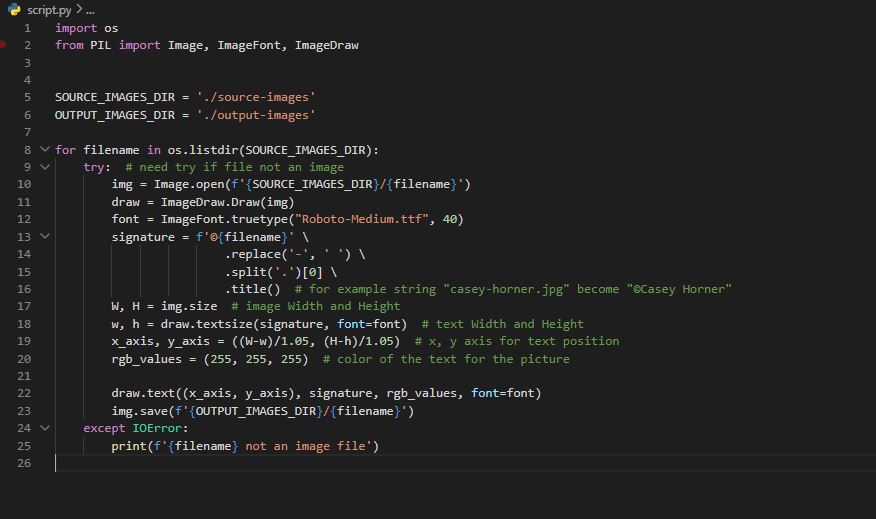 script.py > ...
1 import os
2 from PIL import Image, ImageFont, ImageDraw
3
4
5 SOURCE_IMAGES_DIR = './source-images'
6 OUTPUT_IMAGES_DIR = './output-images'
7
8 for filename in os.listdir(SOURCE_IMAGES_DIR):
9     try:  # need try if file not an image
10         img = Image.open(f'{SOURCE_IMAGES_DIR}/{filename}')
11         draw = ImageDraw.Draw(img)
12         font = ImageFont.truetype("Roboto-Medium.ttf", 40)
13         signature = f'©{filename}' \
14                         .replace('-', ' ') \
15                         .split('.')[0] \
16                         .title()  # for example string "casey-horner.jpg" become "©Casey Horner"
17         W, H = img.size  # image Width and Height
18         w, h = draw.textsize(signature, font=font)  # text Width and Height
19         x_axis, y_axis = ((W-w)/1.05, (H-h)/1.05)  # x, y axis for text position
20         rgb_values = (255, 255, 255)  # color of the text for the picture
21
22         draw.text((x_axis, y_axis), signature, rgb_values, font=font)
23         img.save(f'{OUTPUT_IMAGES_DIR}/{filename}')
24     except IOError:
25         print(f'{filename} not an image file')
26